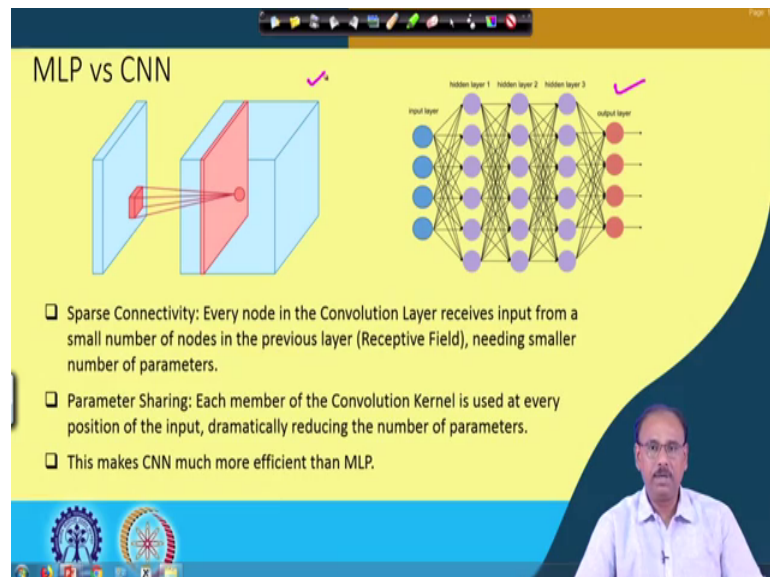 Page
MLP vs CNN
input layer
hidden layer 1 hidden layer 2 hidden layer 3
output layer
❑ Sparse Connectivity: Every node in the Convolution Layer receives input from a
small number of nodes in the previous layer (Receptive Field), needing smaller
number of parameters.
❑ Parameter Sharing: Each member of the Convolution Kernel is used at every
position of the input, dramatically reducing the number of parameters.
❑ This makes CNN much more efficient than MLP.